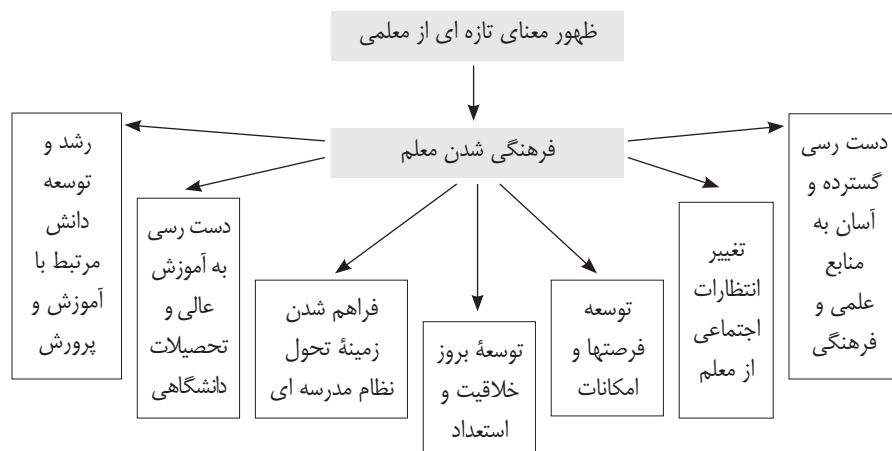 ظهور معنای تازه ای از معلمی
فرهنگی شدن معلم
دست رسی
گسترده و
آسان به
منابع
علمی و
فرهنگی
تغییر
انتظارات
اجتماعی
از معلم
توسعه
فرصتها و
امکانات
توسعهٔ بروز
خلاقیت و
استعداد
فراهم شدن
زمینهٔ تحول
نظام مدرسه ای
دست رسی
به آموزش
عالی و
تحصیلات
دانشگاهی
رشد و
توسعه
دانش
مرتبط با
آموزش و
پرورش